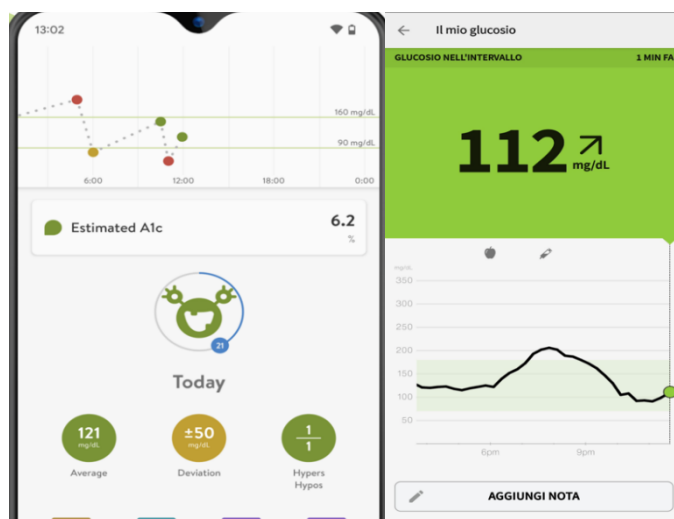 13:02
160 mg/dL
90 mg/dL
6:00 12:00 18:00 0:00
Estimated A1c
6.2
%
21
Today
121
mg/dL
Average
±50
mg/dL
Deviation
1
1
Hypers
Hypos
Il mio glucosio
GLUCOSIO NELL'INTERVALLO 1 MIN FA
112
mg/dL
mg/dL
350
300
250
200
150
100
50
6pm 9pm
AGGIUNGI NOTA